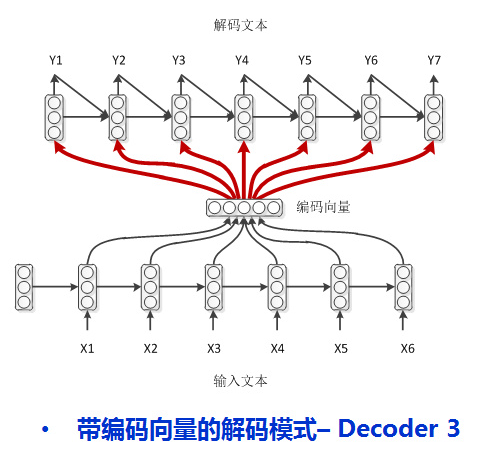 解码文本
Y1 Y2 Y3 Y4 Y5 Y6 Y7
编码向量
X1 X2 X3 X4 X5 X6
输入文本
• 带编码向量的解码模式– Decoder 3